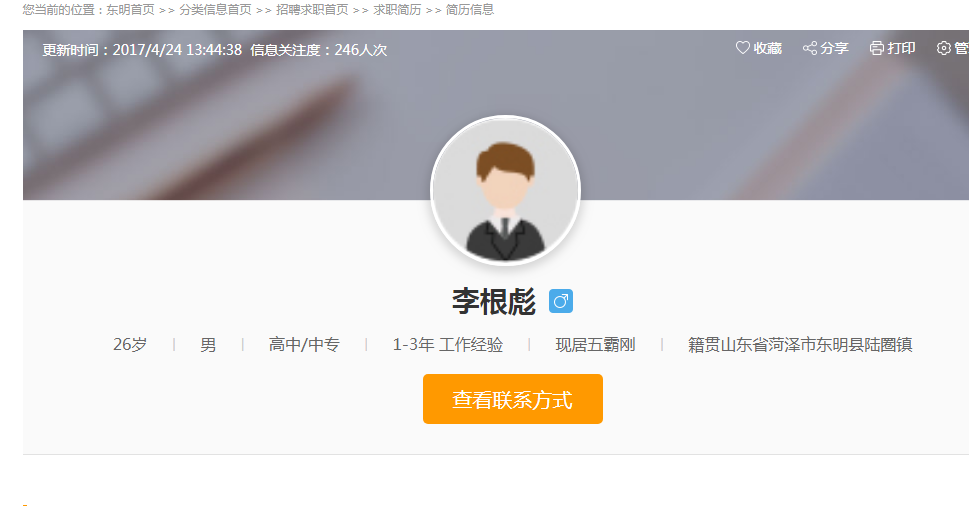 您当前的位置：东明首页 >> 分类信息首页 >> 招聘求职首页 >> 求职简历 >> 简历信息
更新时间：2017/4/24 13:44:38 信息关注度：246人次 收藏 分享 打印 管
李根彪
26岁 | 男 | 高中/中专 | 1-3年 工作经验 | 现居五霸刚 | 籍贯山东省菏泽市东明县陆圈镇
查看联系方式